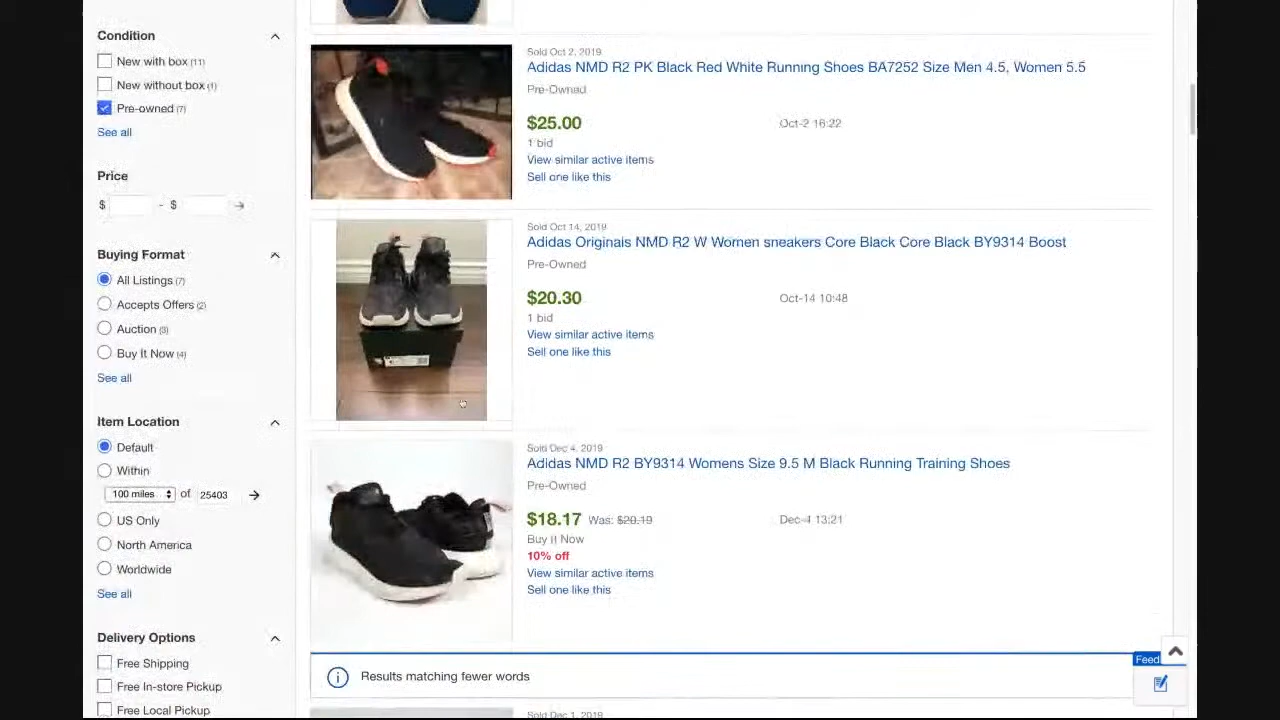 Condition
New with box (11)
New without box (1)
Pre-owned (7)
See all
Price
$ - $
Buying Format
All Listings (7)
Accepts Offers (2)
Auction (3)
Buy It Now (4)
See all
Item Location
Default
Within
100 miles of 25403
US Only
North America
Worldwide
See all
Delivery Options
Free Shipping
Free In-store Pickup
Free Local Pickup
Sold Oct 2, 2019
Adidas NMD R2 PK Black Red White Running Shoes BA7252 Size Men 4.5, Women 5.5
Pre-Owned
$25.00 Oct-2 16:22
1 bid
View similar active items
Sell one like this
Sold Oct 14, 2019
Adidas Originals NMD R2 W Women sneakers Core Black Core Black BY9314 Boost
Pre-Owned
$20.30 Oct-14 10:48
1 bid
View similar active items
Sell one like this
Sold Dec 4, 2019
Adidas NMD R2 BY9314 Womens Size 9.5 M Black Running Training Shoes
Pre-Owned
$18.17 Was: $20.19 Dec-4 13:21
Buy It Now
10% off
View similar active items
Sell one like this
Feed
Results matching fewer words
Sold Dec 1, 2019